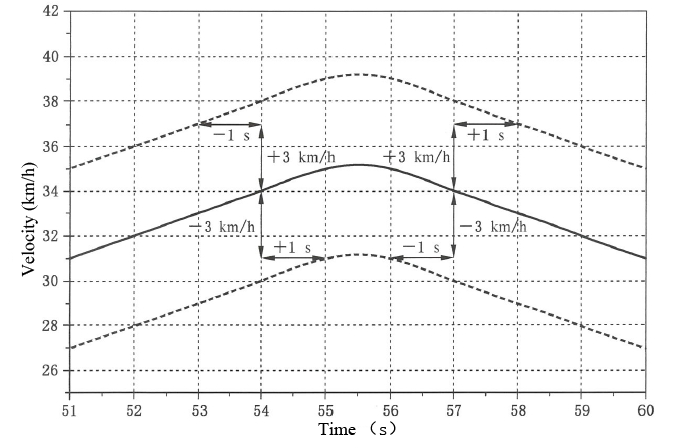 42
40
38
36
34
32
30
28
26
Velocity (km/h)
−1 s
+1 s
+3 km/h
+3 km/h
−3 km/h
−3 km/h
+1 s
−1 s
51 52 53 54 55 56 57 58 59 60
Time （s）